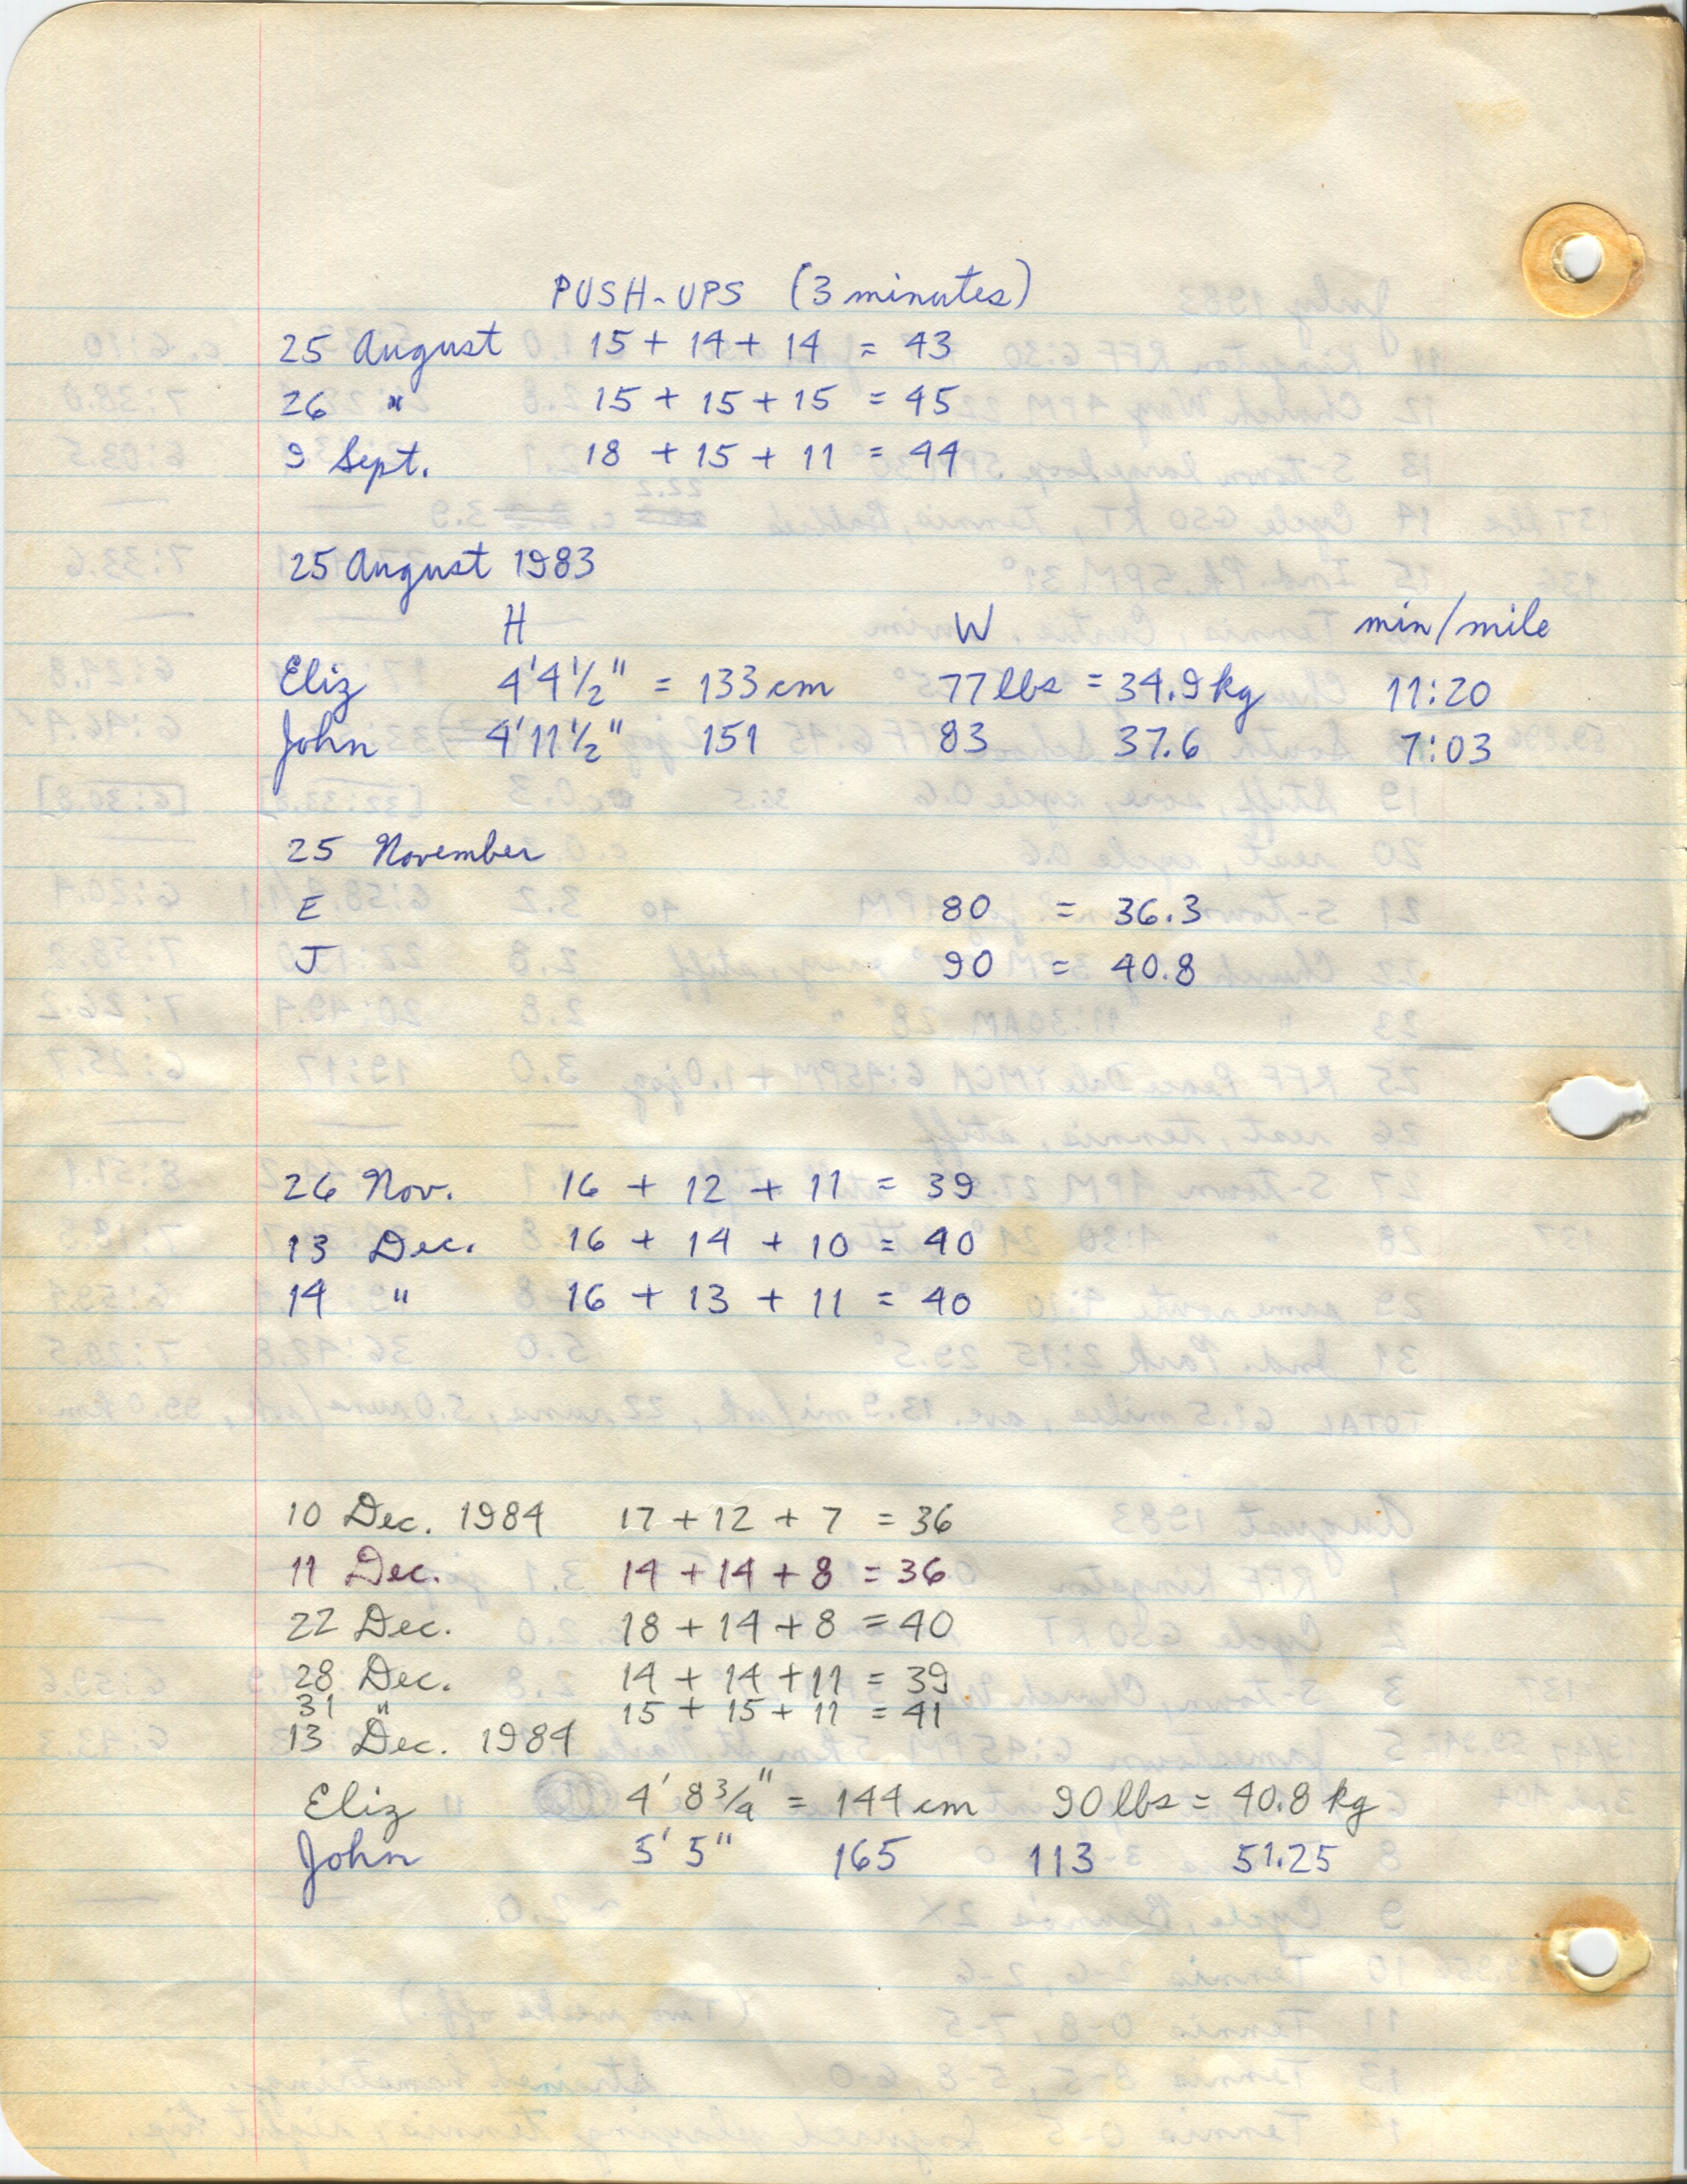 PUSH-UPS (3 minutes)
25 August 15 + 14 + 14 = 43
26 " 15 + 15 + 15 = 45
9 Sept. 18 + 15 + 11 = 44
25 August 1983
H W min/mile
Eliz 4'4½" = 133 cm 77 lbs = 34.9 kg 11:20
John 4'11½" 151 83 37.6 7:03
25 November
E 80 = 36.3
J 90 = 40.8
26 Nov. 16 + 12 + 11 = 39
13 Dec. 16 + 14 + 10 = 40
14 " 16 + 13 + 11 = 40
10 Dec. 1984 17 + 12 + 7 = 36
11 Dec. 14 + 14 + 8 = 36
22 Dec. 18 + 14 + 8 = 40
28 Dec. 14 + 14 + 11 = 39
31 " 15 + 15 + 11 = 41
13 Dec. 1984
Eliz 4' 8¾" = 144 cm 90 lbs = 40.8 kg
John 5' 5" 165 113 51.25